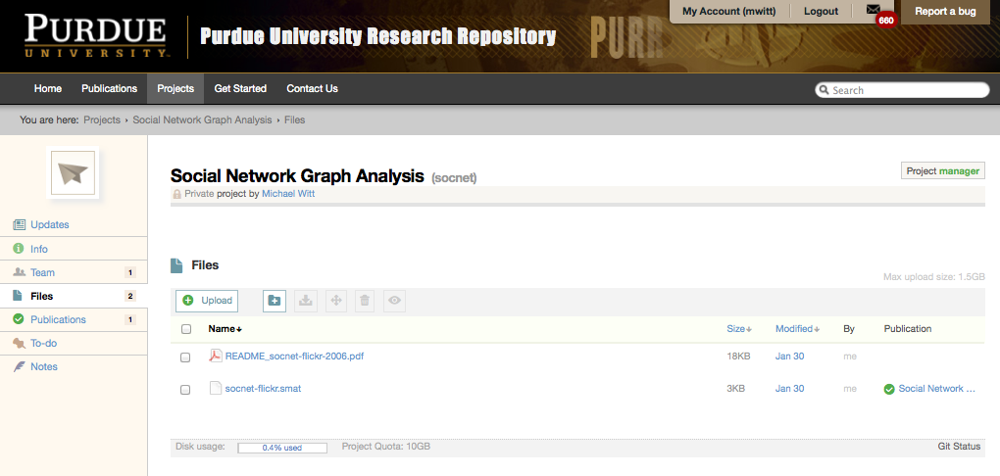 My Account (mwitt) Logout 660 Report a bug
PURDUE
UNIVERSITY
Purdue University Research Repository
PURR
Home Publications Projects Get Started Contact Us Search
You are here: Projects › Social Network Graph Analysis › Files
Social Network Graph Analysis (socnet)
Project manager
Private project by Michael Witt
Updates
Info
Team 1
Files 2
Publications 1
To-do
Notes
Files
Max upload size: 1.5GB
Upload
Name↓ Size↓ Modified↓ By Publication
README_socnet-flickr-2006.pdf 18KB Jan 30 me
socnet-flickr.smat 3KB Jan 30 me Social Network ...
Disk usage: 0.4% used Project Quota: 10GB Git Status